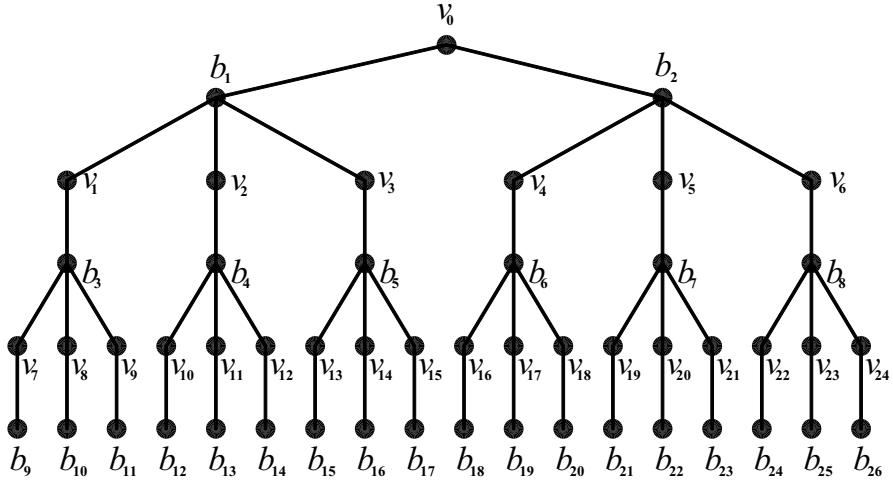 v₀
b₁ b₂
v₁ v₂ v₃ v₄ v₅ v₆
b₃ b₄ b₅ b₆ b₇ b₈
v₇ v₈ v₉ v₁₀ v₁₁ v₁₂ v₁₃ v₁₄ v₁₅ v₁₆ v₁₇ v₁₈ v₁₉ v₂₀ v₂₁ v₂₂ v₂₃ v₂₄
b₉ b₁₀ b₁₁ b₁₂ b₁₃ b₁₄ b₁₅ b₁₆ b₁₇ b₁₈ b₁₉ b₂₀ b₂₁ b₂₂ b₂₃ b₂₄ b₂₅ b₂₆